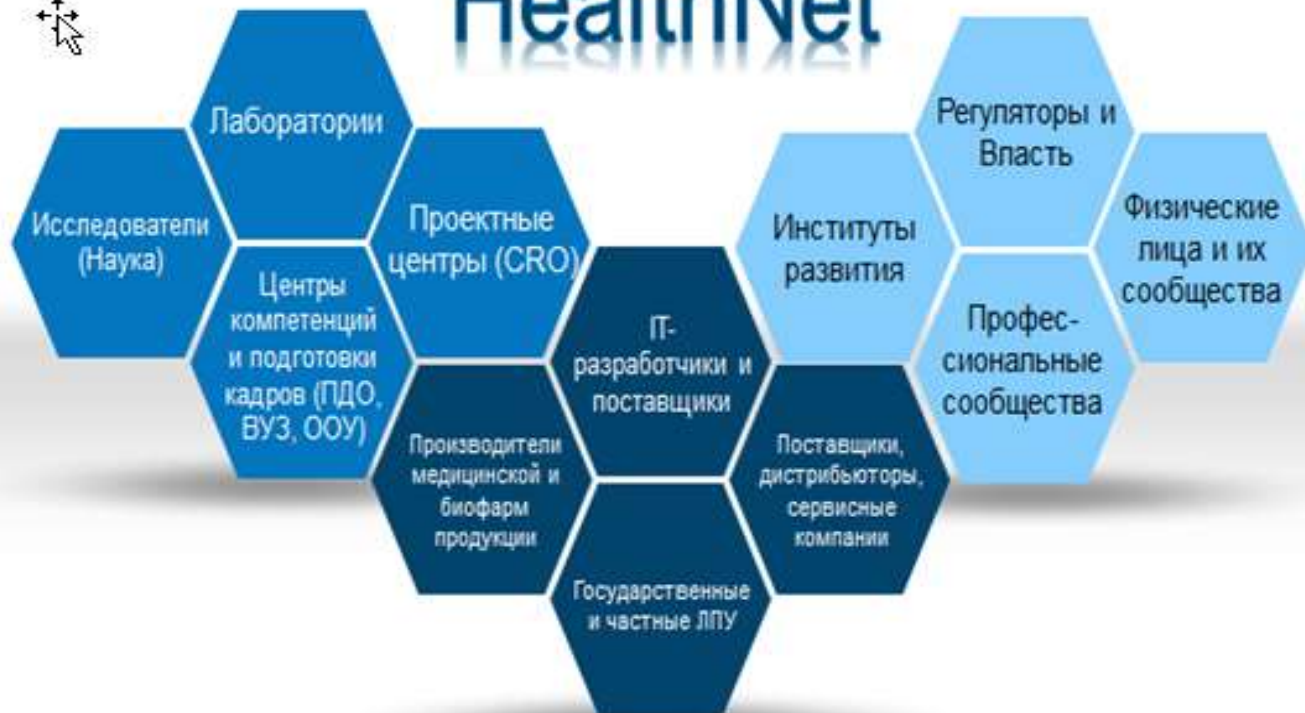 HealthNet
Лаборатории
Исследователи
(Наука)
Проектные
центры (CRO)
Центры
компетенций
и подготовки
кадров (ПДО,
ВУЗ, ООУ)
Производители
медицинской и
биофарм
продукции
IT-
разработчики и
поставщики
Государственные
и частные ЛПУ
Поставщики,
дистрибьюторы,
сервисные
компании
Институты
развития
Регуляторы и
Власть
Профес-
сиональные
сообщества
Физические
лица и их
сообщества